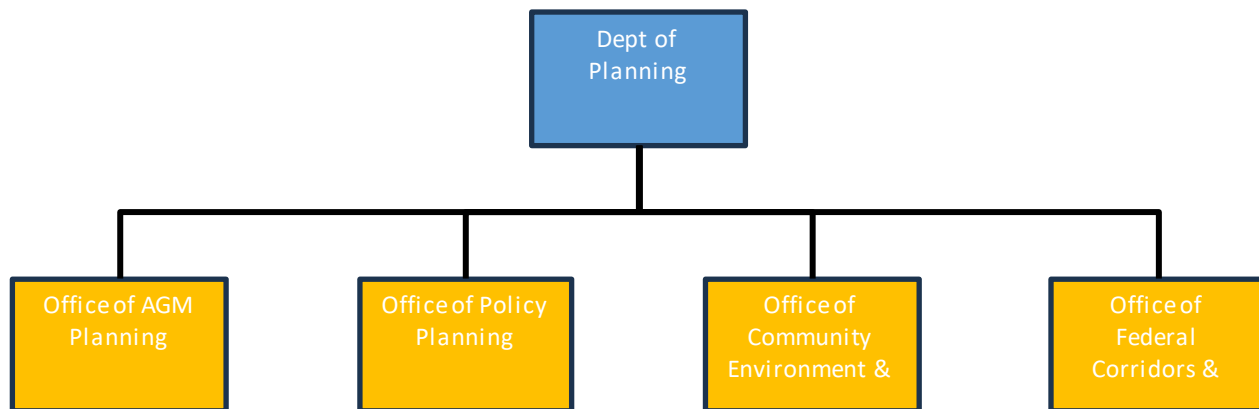 Dept of
Planning
Office of AGM
Planning
Office of Policy
Planning
Office of
Community
Environment &
Office of
Federal
Corridors &